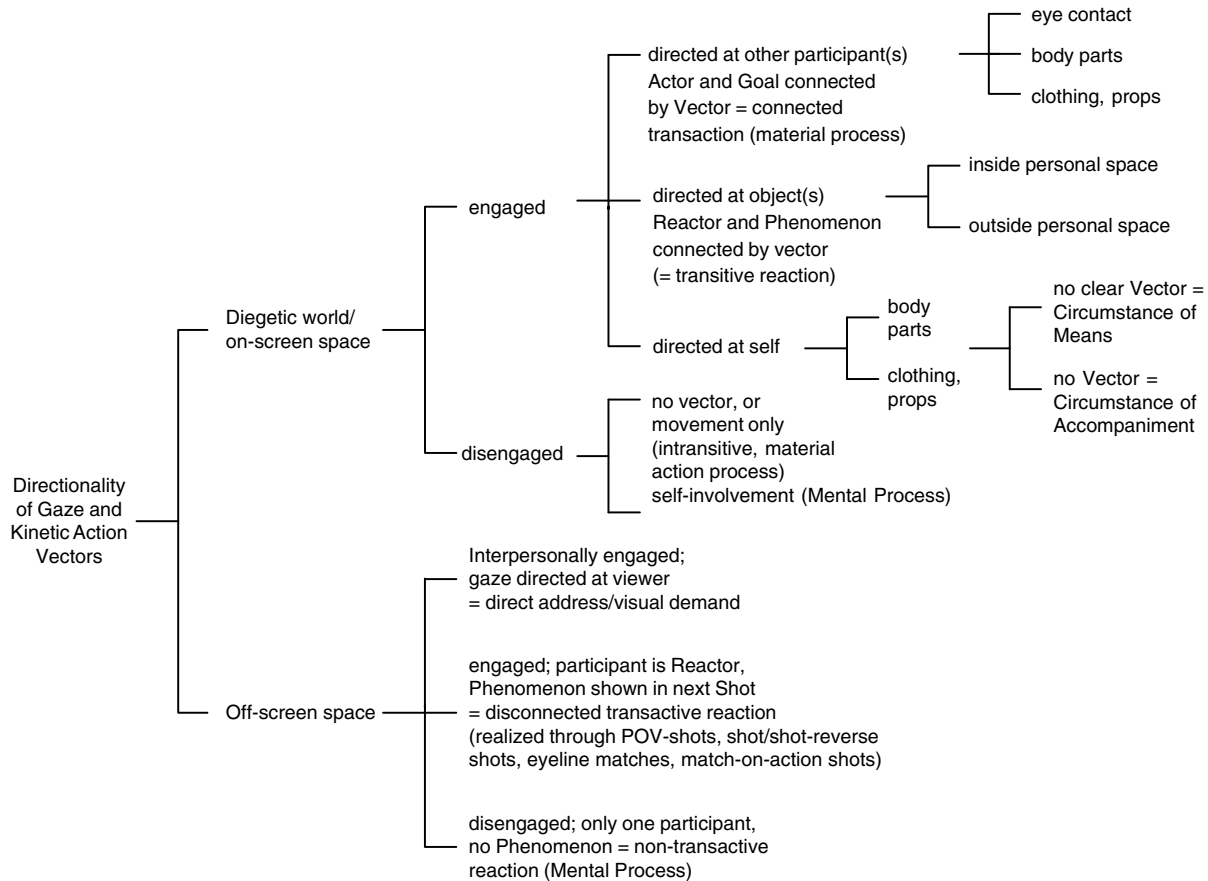 Directionality
of Gaze and
Kinetic Action
Vectors
Diegetic world/
on-screen space
engaged
directed at other participant(s)
Actor and Goal connected
by Vector = connected
transaction (material process)
eye contact
body parts
clothing, props
directed at object(s)
Reactor and Phenomenon
connected by vector
(= transitive reaction)
inside personal space
outside personal space
directed at self
body
parts
clothing,
props
no clear Vector =
Circumstance of
Means
no Vector =
Circumstance of
Accompaniment
disengaged
no vector, or
movement only
(intransitive, material
action process)
self-involvement (Mental Process)
Off-screen space
Interpersonally engaged;
gaze directed at viewer
= direct address/visual demand
engaged; participant is Reactor,
Phenomenon shown in next Shot
= disconnected transactive reaction
(realized through POV-shots, shot/shot-reverse
shots, eyeline matches, match-on-action shots)
disengaged; only one participant,
no Phenomenon = non-transactive
reaction (Mental Process)